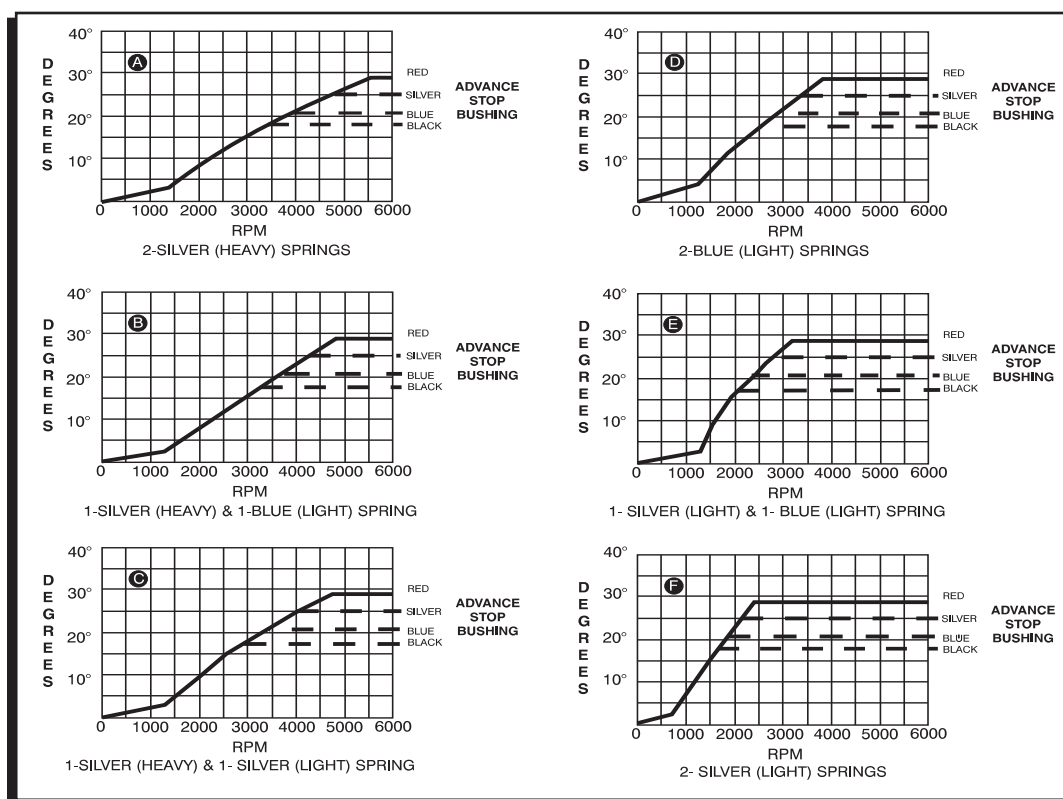 A
DEGREES
40°
30°
20°
10°
0 1000 2000 3000 4000 5000 6000
RPM
RED
SILVER
BLUE
BLACK
ADVANCE
STOP
BUSHING
2-SILVER (HEAVY) SPRINGS
D
DEGREES
40°
30°
20°
10°
0 1000 2000 3000 4000 5000 6000
RPM
RED
SILVER
BLUE
BLACK
ADVANCE
STOP
BUSHING
2-BLUE (LIGHT) SPRINGS
B
DEGREES
40°
30°
20°
10°
0 1000 2000 3000 4000 5000 6000
RPM
RED
SILVER
BLUE
BLACK
ADVANCE
STOP
BUSHING
1-SILVER (HEAVY) & 1-BLUE (LIGHT) SPRING
E
DEGREES
40°
30°
20°
10°
0 1000 2000 3000 4000 5000 6000
RPM
RED
SILVER
BLUE
BLACK
ADVANCE
STOP
BUSHING
1- SILVER (LIGHT) & 1- BLUE (LIGHT) SPRING
C
DEGREES
40°
30°
20°
10°
0 1000 2000 3000 4000 5000 6000
RPM
RED
SILVER
BLUE
BLACK
ADVANCE
STOP
BUSHING
1-SILVER (HEAVY) & 1- SILVER (LIGHT) SPRING
F
DEGREES
40°
30°
20°
10°
0 1000 2000 3000 4000 5000 6000
RPM
RED
SILVER
BLUE
BLACK
ADVANCE
STOP
BUSHING
2- SILVER (LIGHT) SPRINGS